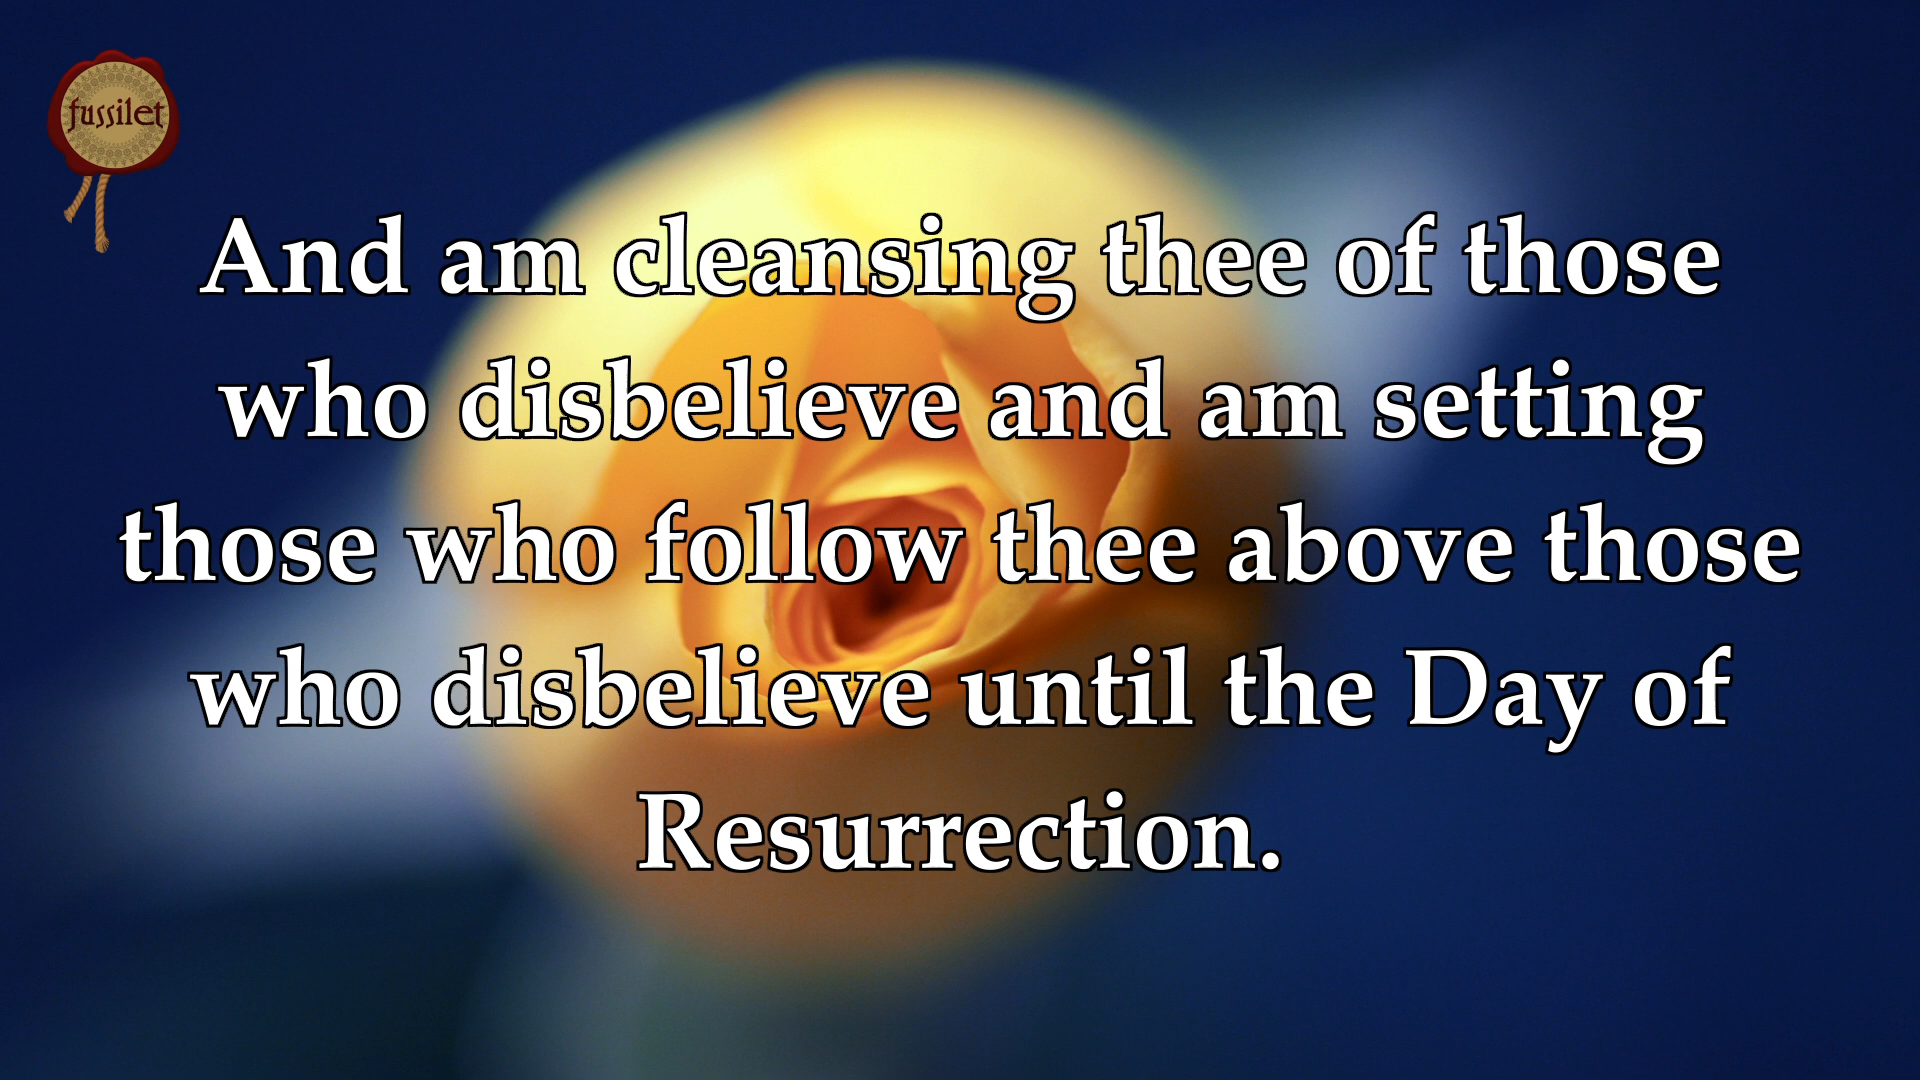 fussilet
And am cleansing thee of those
who disbelieve and am setting
those who follow thee above those
who disbelieve until the Day of
Resurrection.